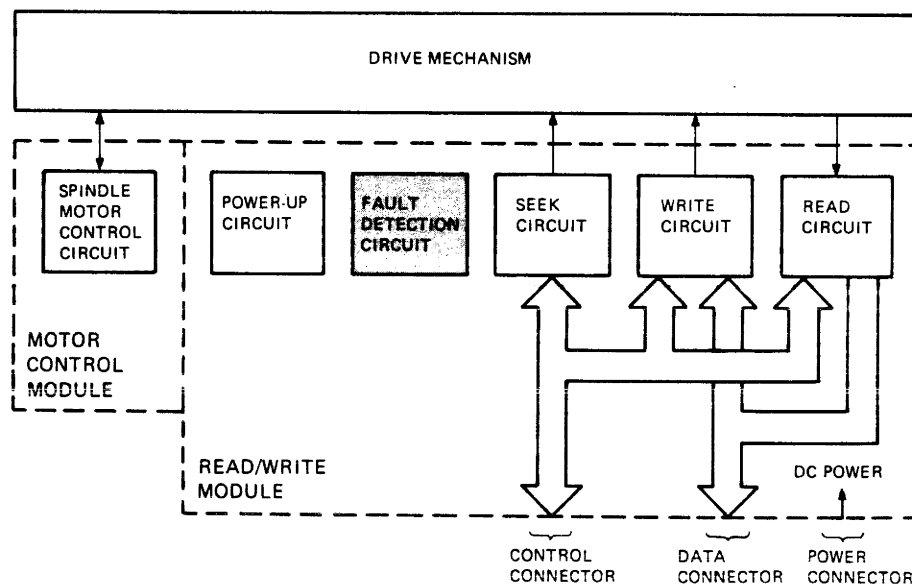 DRIVE MECHANISM
SPINDLE
MOTOR
CONTROL
CIRCUIT
POWER-UP
CIRCUIT
FAULT
DETECTION
CIRCUIT
SEEK
CIRCUIT
WRITE
CIRCUIT
READ
CIRCUIT
MOTOR
CONTROL
MODULE
READ/WRITE
MODULE
DC POWER
CONTROL
CONNECTOR
DATA
CONNECTOR
POWER
CONNECTOR